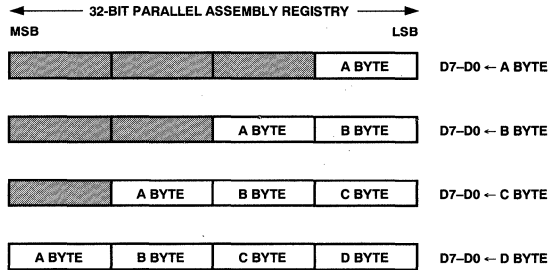 32-BIT PARALLEL ASSEMBLY REGISTRY
MSB LSB
A BYTE D7–D0 ← A BYTE
A BYTE B BYTE D7–D0 ← B BYTE
A BYTE B BYTE C BYTE D7–D0 ← C BYTE
A BYTE B BYTE C BYTE D BYTE D7–D0 ← D BYTE